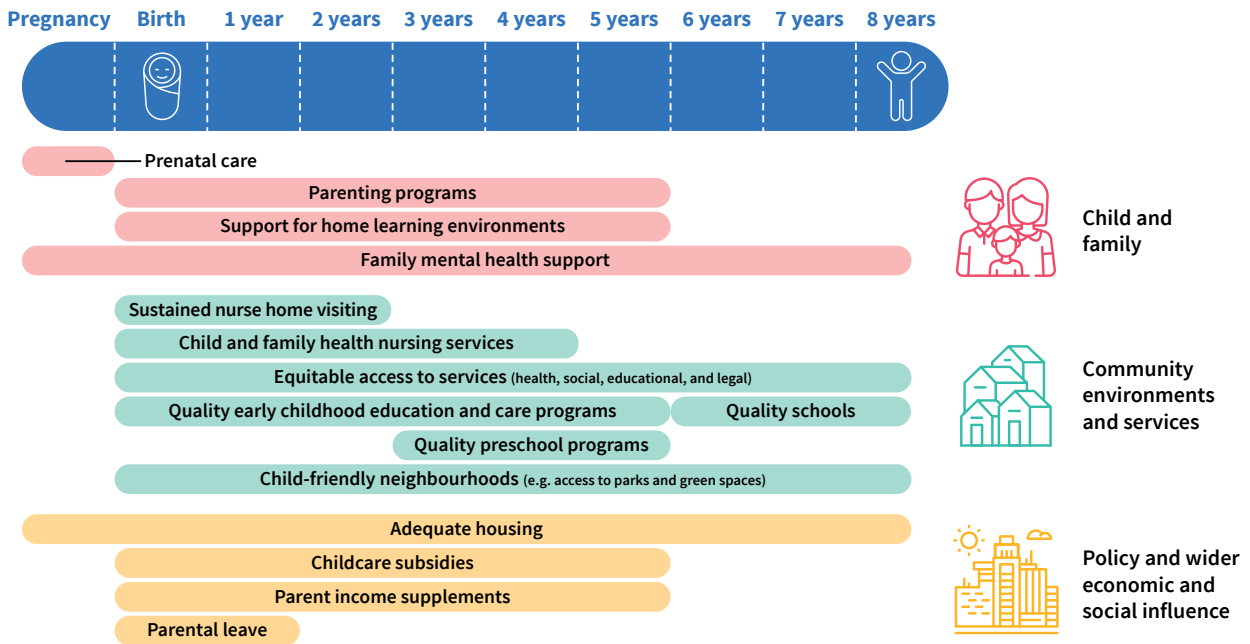 Pregnancy Birth 1 year 2 years 3 years 4 years 5 years 6 years 7 years 8 years
Prenatal care
Parenting programs
Support for home learning environments
Family mental health support
Child and
family
Sustained nurse home visiting
Child and family health nursing services
Equitable access to services (health, social, educational, and legal)
Quality early childhood education and care programs Quality schools
Quality preschool programs
Child-friendly neighbourhoods (e.g. access to parks and green spaces)
Community
environments
and services
Adequate housing
Childcare subsidies
Parent income supplements
Parental leave
Policy and wider
economic and
social influence